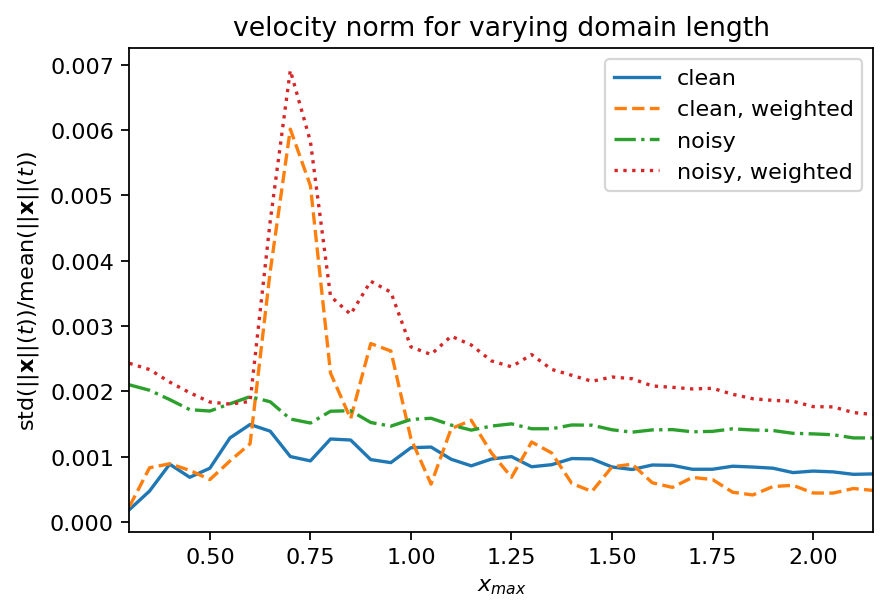 velocity norm for varying domain length
std(||𝐱||(t))/mean(||𝐱||(t))
0.007
0.006
0.005
0.004
0.003
0.002
0.001
0.000
clean
clean, weighted
noisy
noisy, weighted
0.50 0.75 1.00 1.25 1.50 1.75 2.00
x_max